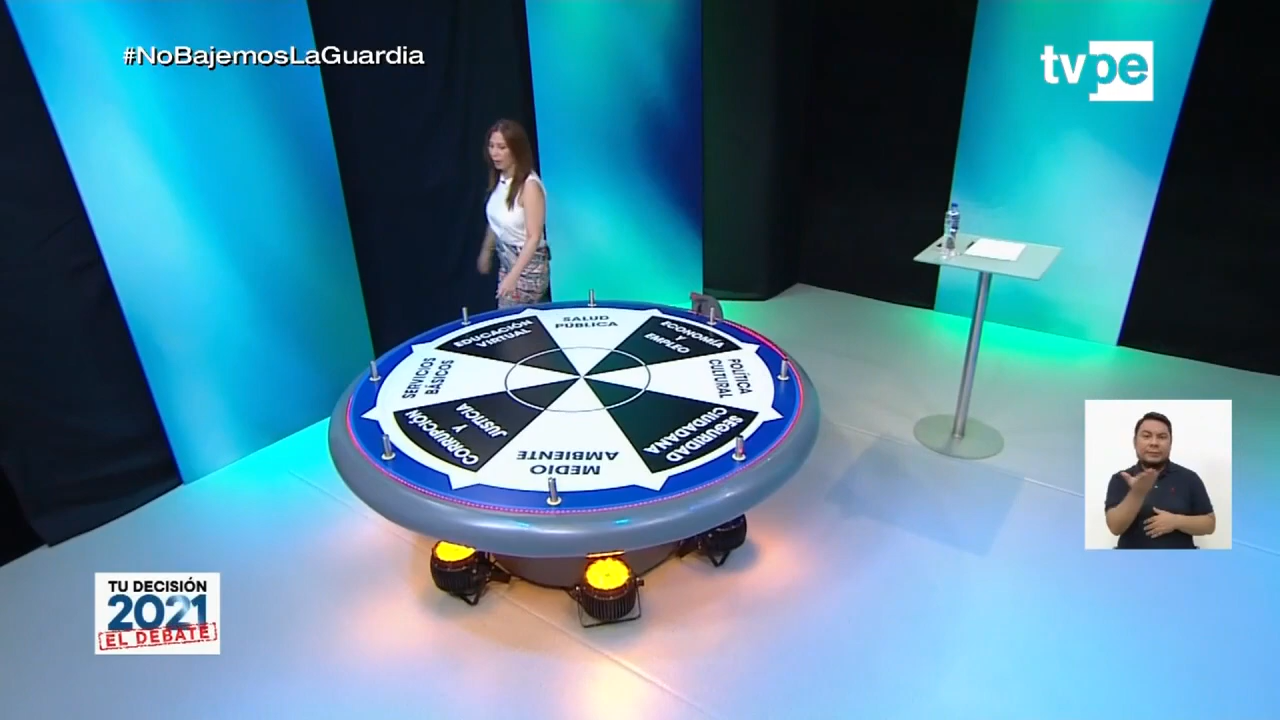 #NoBajemosLaGuardia
tvpe
SALUD
PÚBLICA
ECONOMÍA
Y
EMPLEO
POLÍTICA
CULTURAL
SEGURIDAD
CIUDADANA
MEDIO
AMBIENTE
CORRUPCIÓN
Y
JUSTICIA
SERVICIOS
BÁSICOS
EDUCACIÓN
VIRTUAL
TU DECISIÓN
2021
EL DEBATE